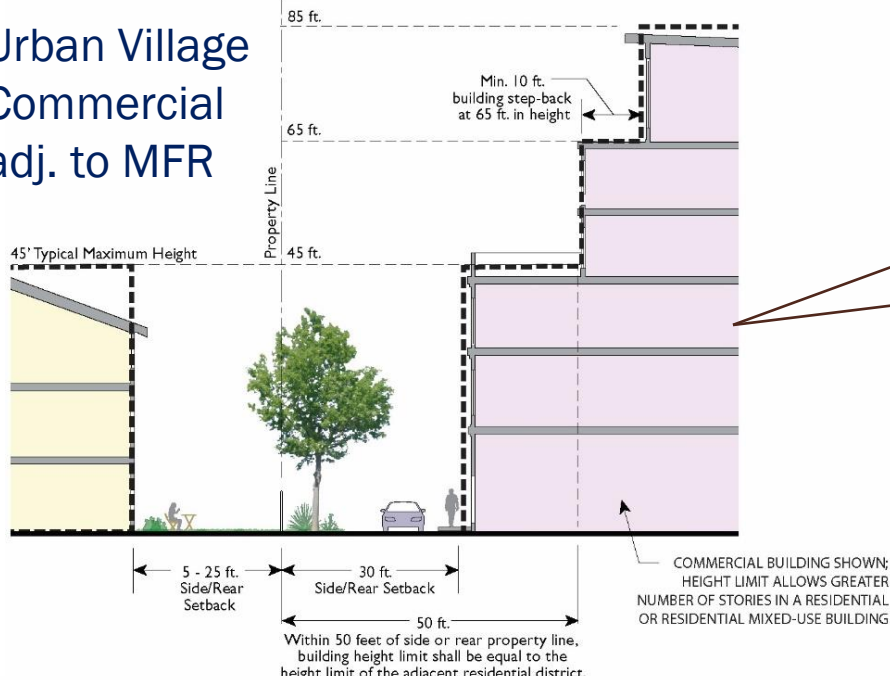 Urban Village
Commercial
adj. to MFR
85 ft.
Min. 10 ft.
building step-back
at 65 ft. in height
65 ft.
Property Line
45' Typical Maximum Height
45 ft.
5 - 25 ft.
Side/Rear
Setback
30 ft.
Side/Rear Setback
50 ft.
Within 50 feet of side or rear property line,
building height limit shall be equal to the
height limit of the adjacent residential district.
COMMERCIAL BUILDING SHOWN;
HEIGHT LIMIT ALLOWS GREATER
NUMBER OF STORIES IN A RESIDENTIAL
OR RESIDENTIAL MIXED-USE BUILDING